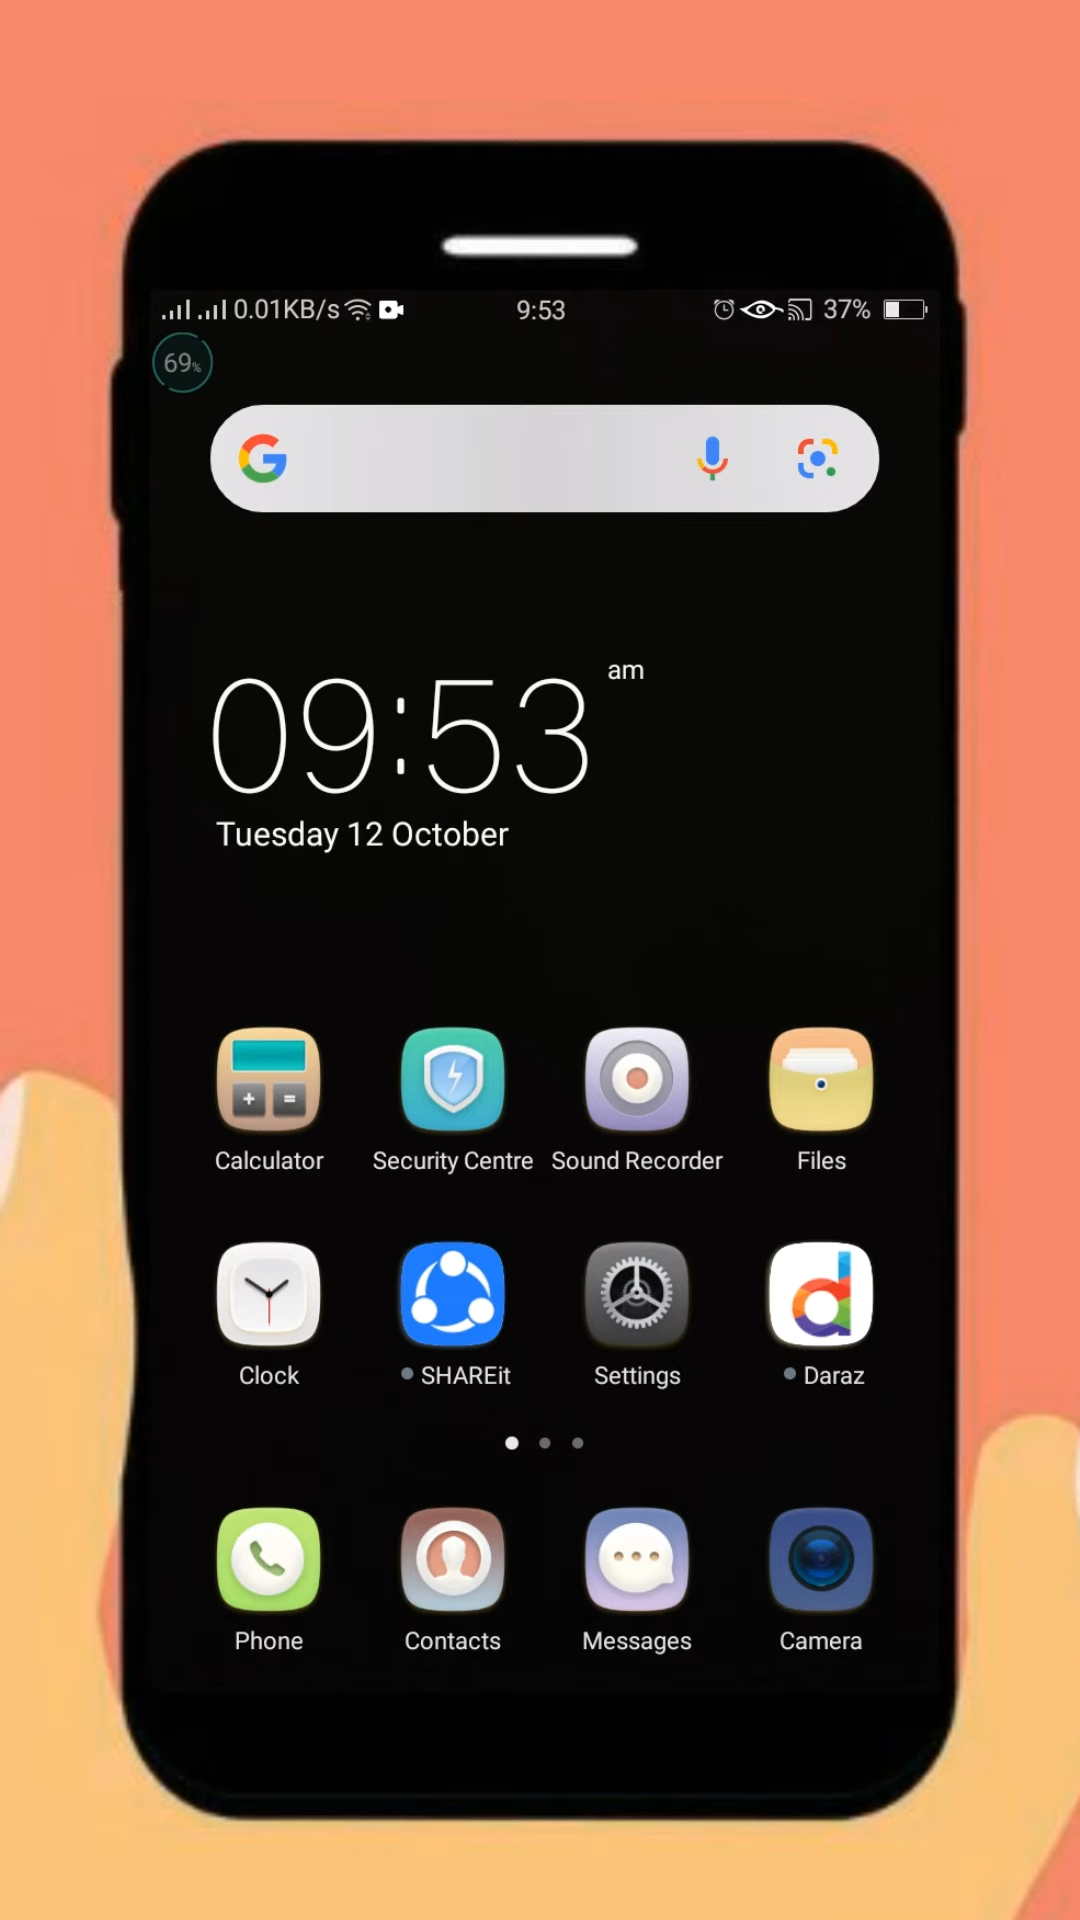 0.01KB/s 9:53 37%
69%
am
09:53
Tuesday 12 October
Calculator Security Centre Sound Recorder Files
Clock SHAREit Settings Daraz
Phone Contacts Messages Camera